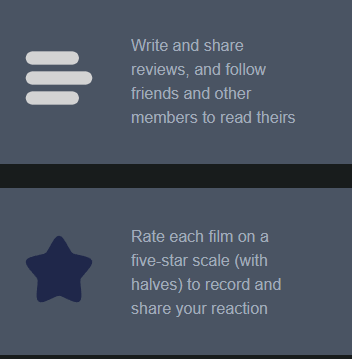 Write and share
reviews, and follow
friends and other
members to read theirs
Rate each film on a
five-star scale (with
halves) to record and
share your reaction